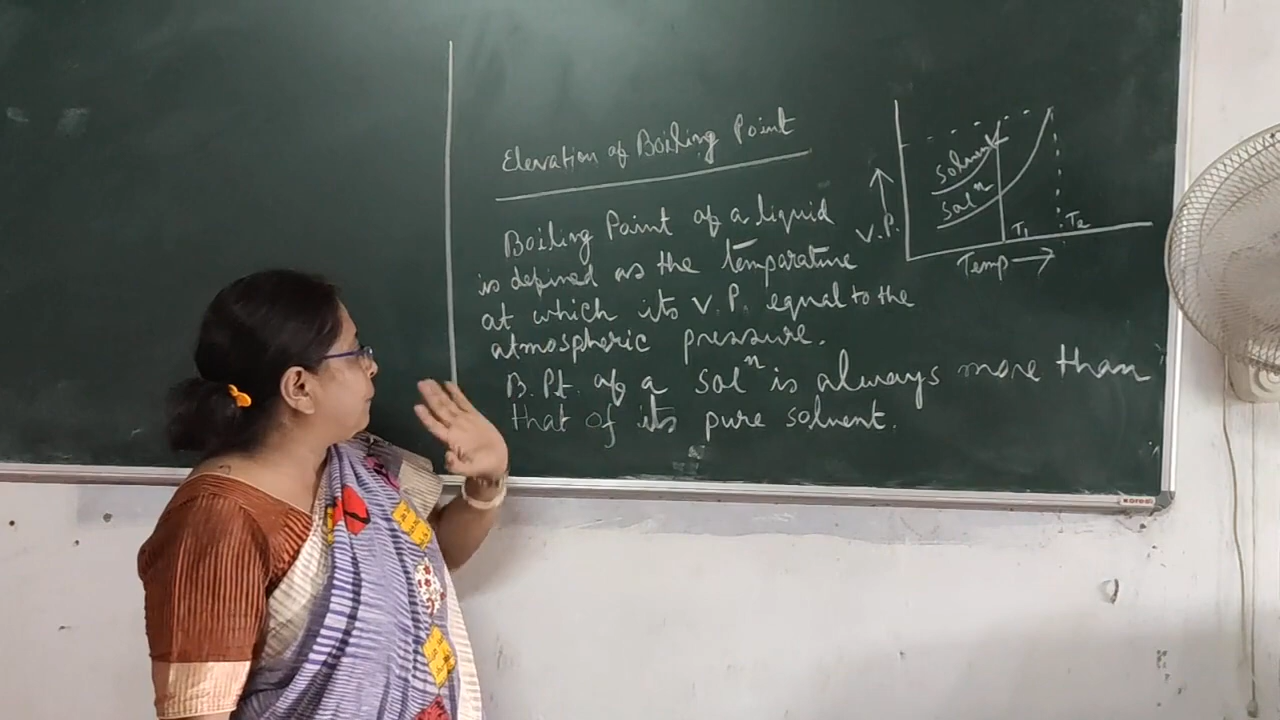 Elevation of Boiling Point
Boiling Point of a liquid
is defined as the temparature
at which its V.P. equal to the
atmospheric pressure.
B.Pt. of a solⁿ is always more than
that of its pure solvent.
solvent
solⁿ
V.P.
T₁
T₂
Temp